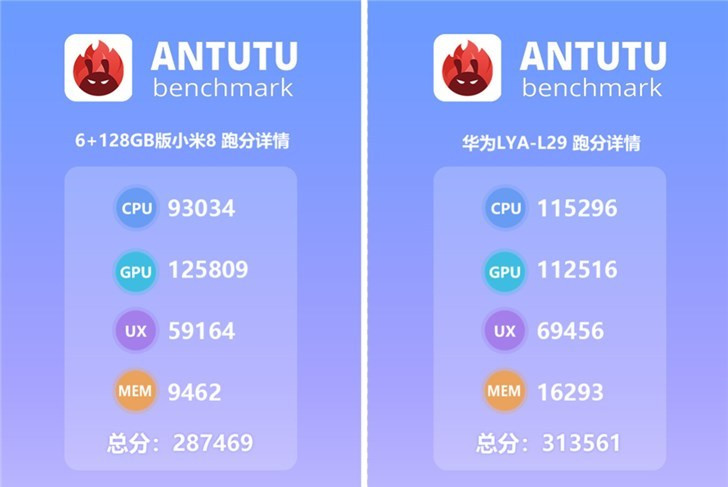 ANTUTU
benchmark
6+128GB版小米8 跑分详情
CPU 93034
GPU 125809
UX 59164
MEM 9462
总分：287469
ANTUTU
benchmark
华为LYA-L29 跑分详情
CPU 115296
GPU 112516
UX 69456
MEM 16293
总分：313561